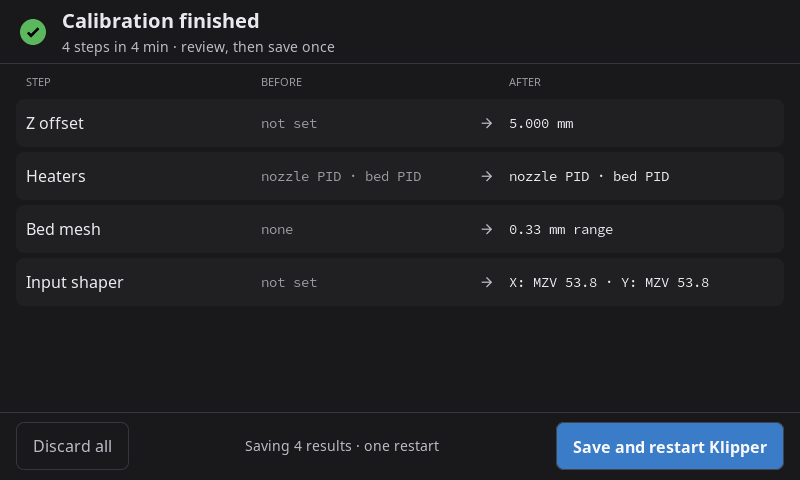 Calibration finished
4 steps in 4 min · review, then save once
STEP BEFORE AFTER
Z offset not set → 5.000 mm
Heaters nozzle PID · bed PID → nozzle PID · bed PID
Bed mesh none → 0.33 mm range
Input shaper not set → X: MZV 53.8 · Y: MZV 53.8
Discard all Saving 4 results · one restart Save and restart Klipper